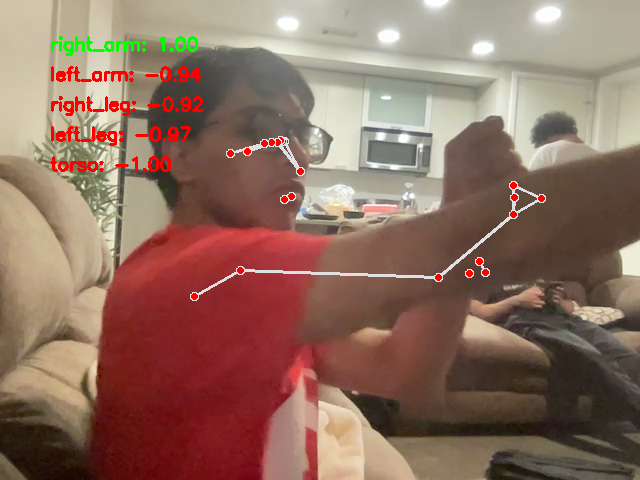 right_arm: 1.00
left_arm: -0.94
right_leg: -0.92
left_leg: -0.97
torso: -1.00